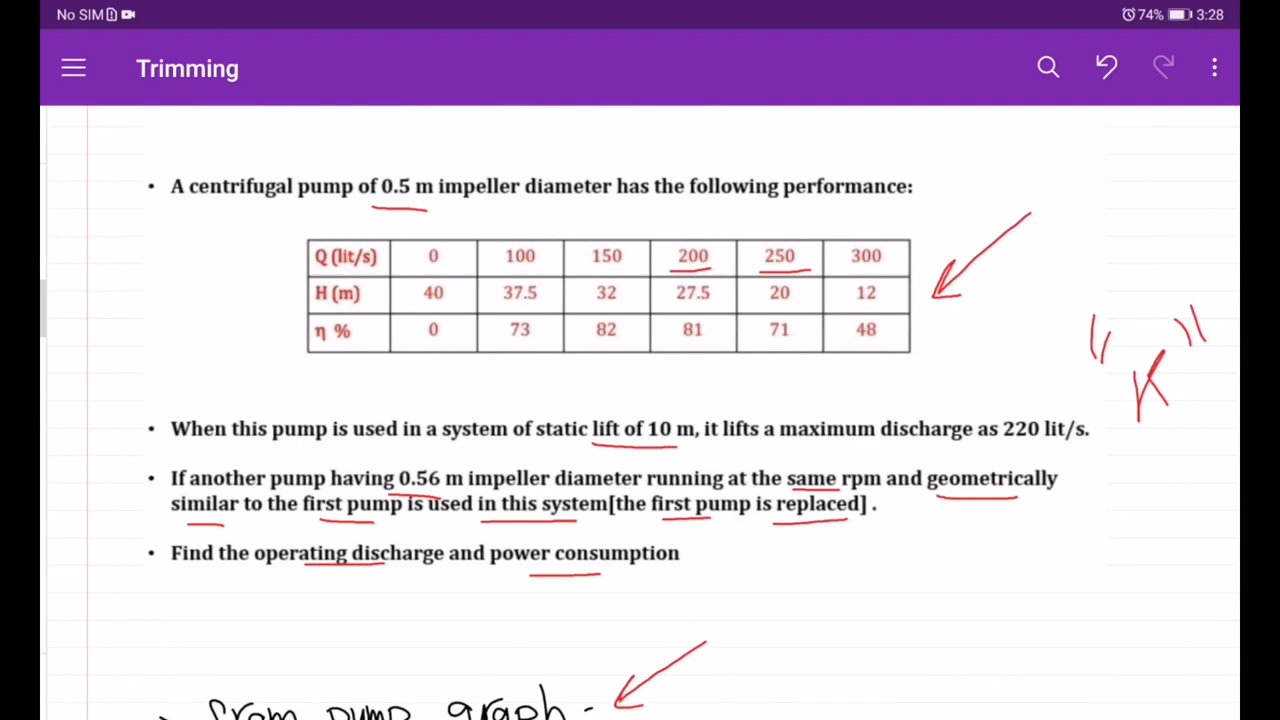 No SIM 74% 3:28
Trimming
• A centrifugal pump of 0.5 m impeller diameter has the following performance:
Q (lit/s) 0 100 150 200 250 300
H (m) 40 37.5 32 27.5 20 12
η % 0 73 82 81 71 48
"K"
• When this pump is used in a system of static lift of 10 m, it lifts a maximum discharge as 220 lit/s.
• If another pump having 0.56 m impeller diameter running at the same rpm and geometrically
similar to the first pump is used in this system[the first pump is replaced] .
• Find the operating discharge and power consumption
from pump graph -